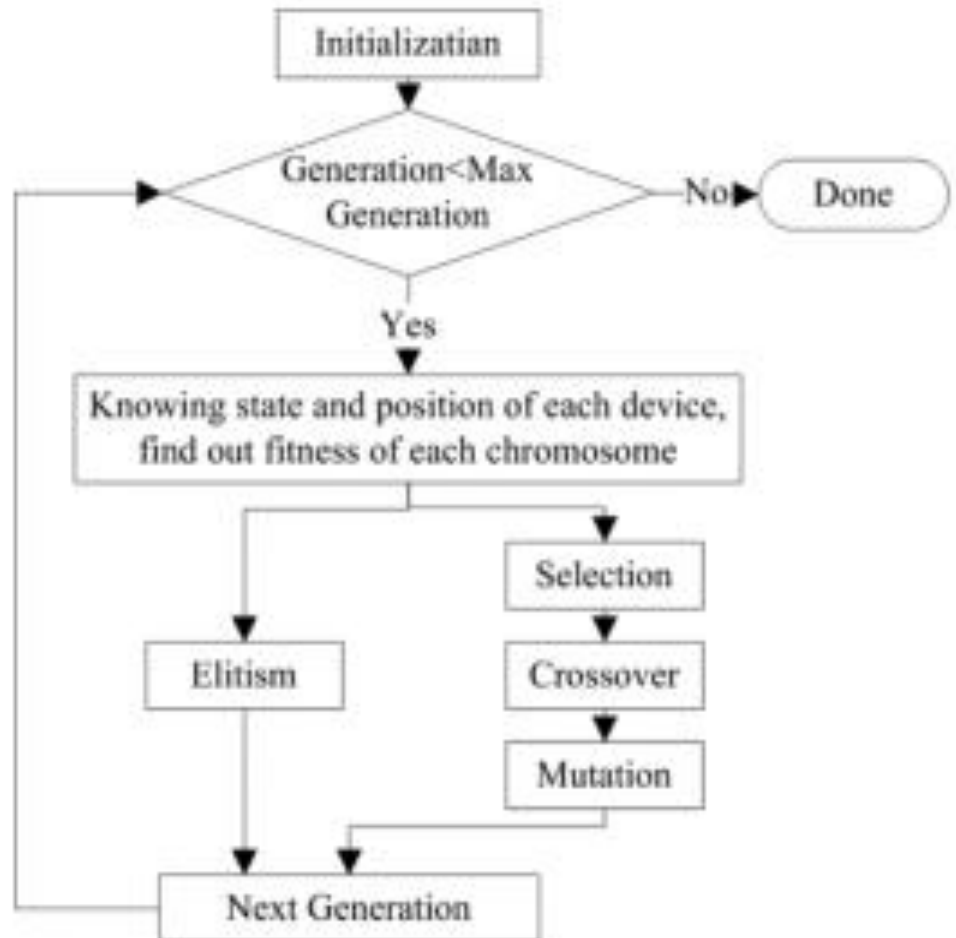 Initializatian
Generation<Max
Generation
No
Done
Yes
Knowing state and position of each device,
find out fitness of each chromosome
Selection
Elitism
Crossover
Mutation
Next Generation